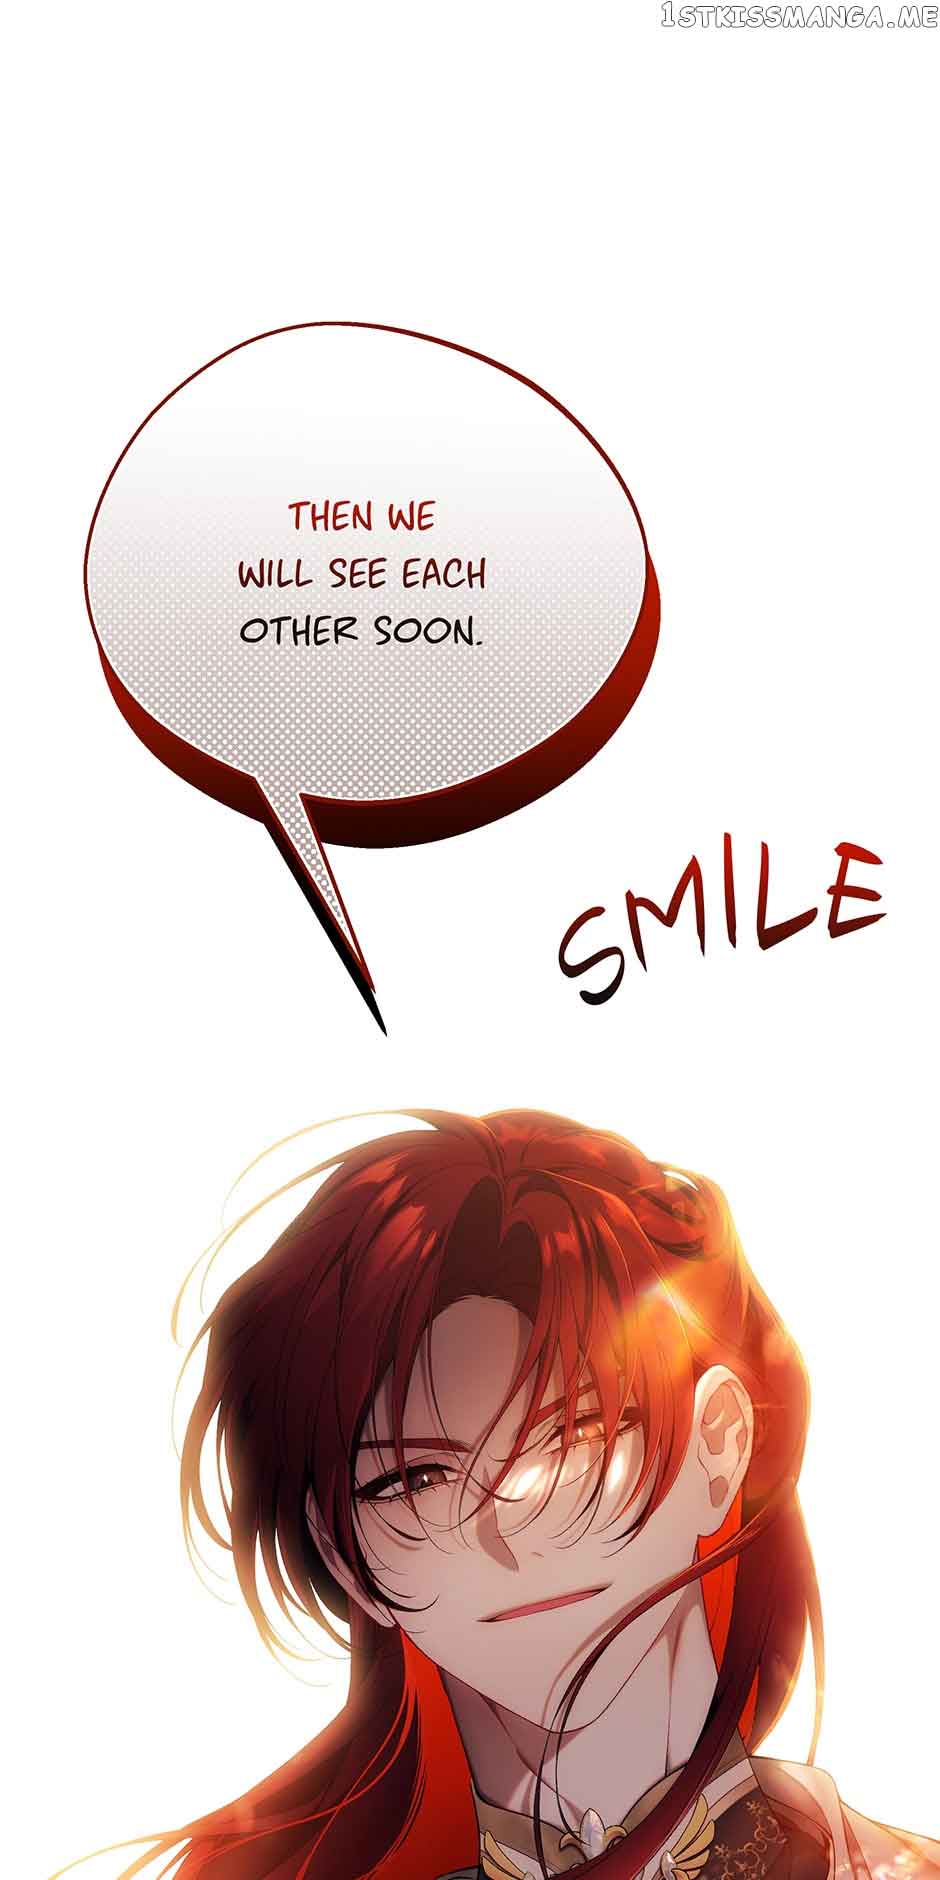 1STKISSMANGA.ME
THEN WE
WILL SEE EACH
OTHER SOON.
SMILE